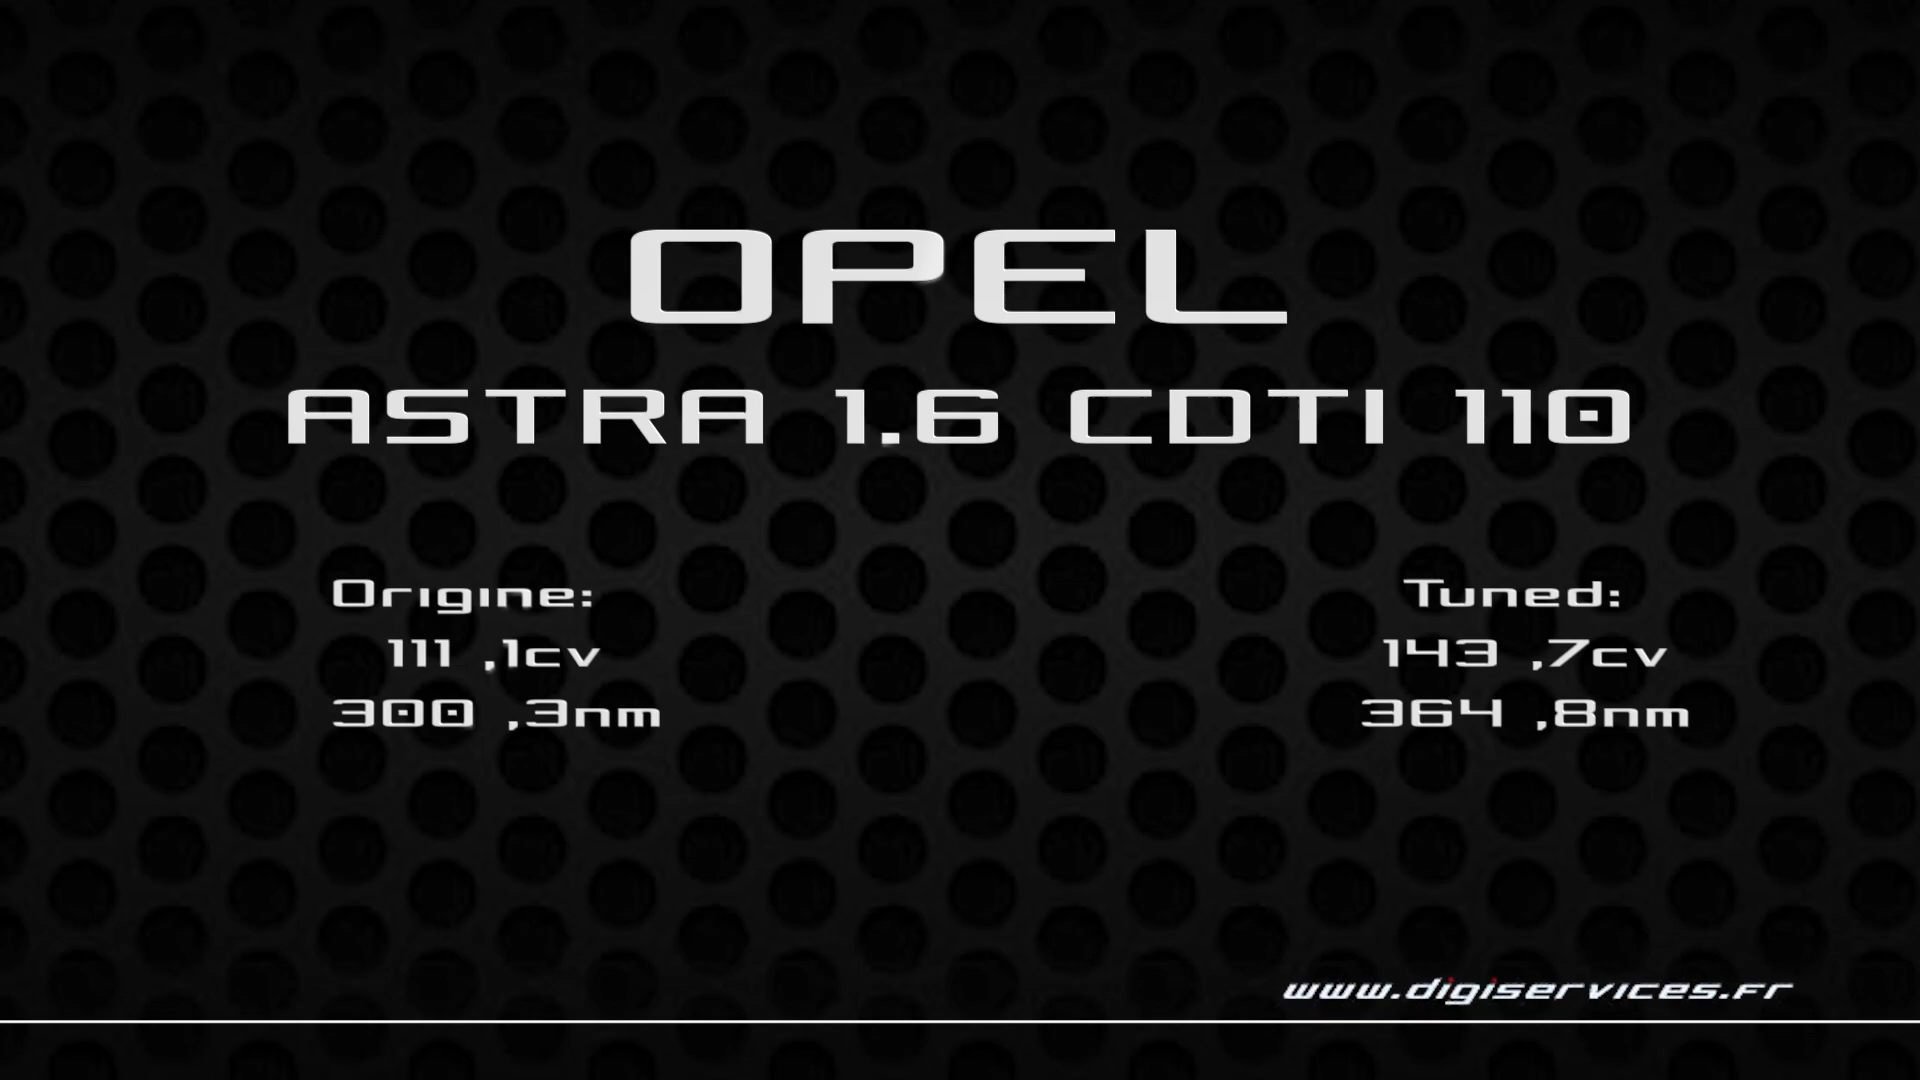 OPEL
ASTRA 1.6 CDTI 110
Origine:
111 ,1cv
300 ,3nm
Tuned:
143 ,7cv
364 ,8nm
www.digiservices.fr